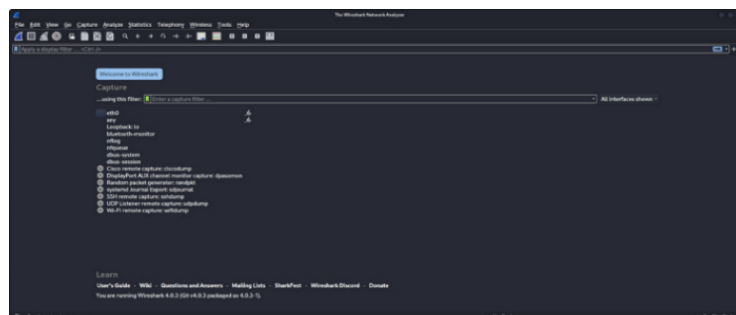 The Wireshark Network Analyzer
File Edit View Go Capture Analyze Statistics Telephony Wireless Tools Help
Apply a display filter ... <Ctrl-/>
Welcome to Wireshark
Capture
...using this filter: Enter a capture filter ... All interfaces shown
eth0
any
Loopback: lo
bluetooth-monitor
nflog
nfqueue
dbus-system
dbus-session
Cisco remote capture: ciscodump
DisplayPort AUX channel monitor capture: dpauxmon
Random packet generator: randpkt
systemd Journal Export: sdjournal
SSH remote capture: sshdump
UDP Listener remote capture: udpdump
Wi-Fi remote capture: wifidump
Learn
User's Guide · Wiki · Questions and Answers · Mailing Lists · SharkFest · Wireshark Discord · Donate
You are running Wireshark 4.0.3 (Git v4.0.3 packaged as 4.0.3-1).